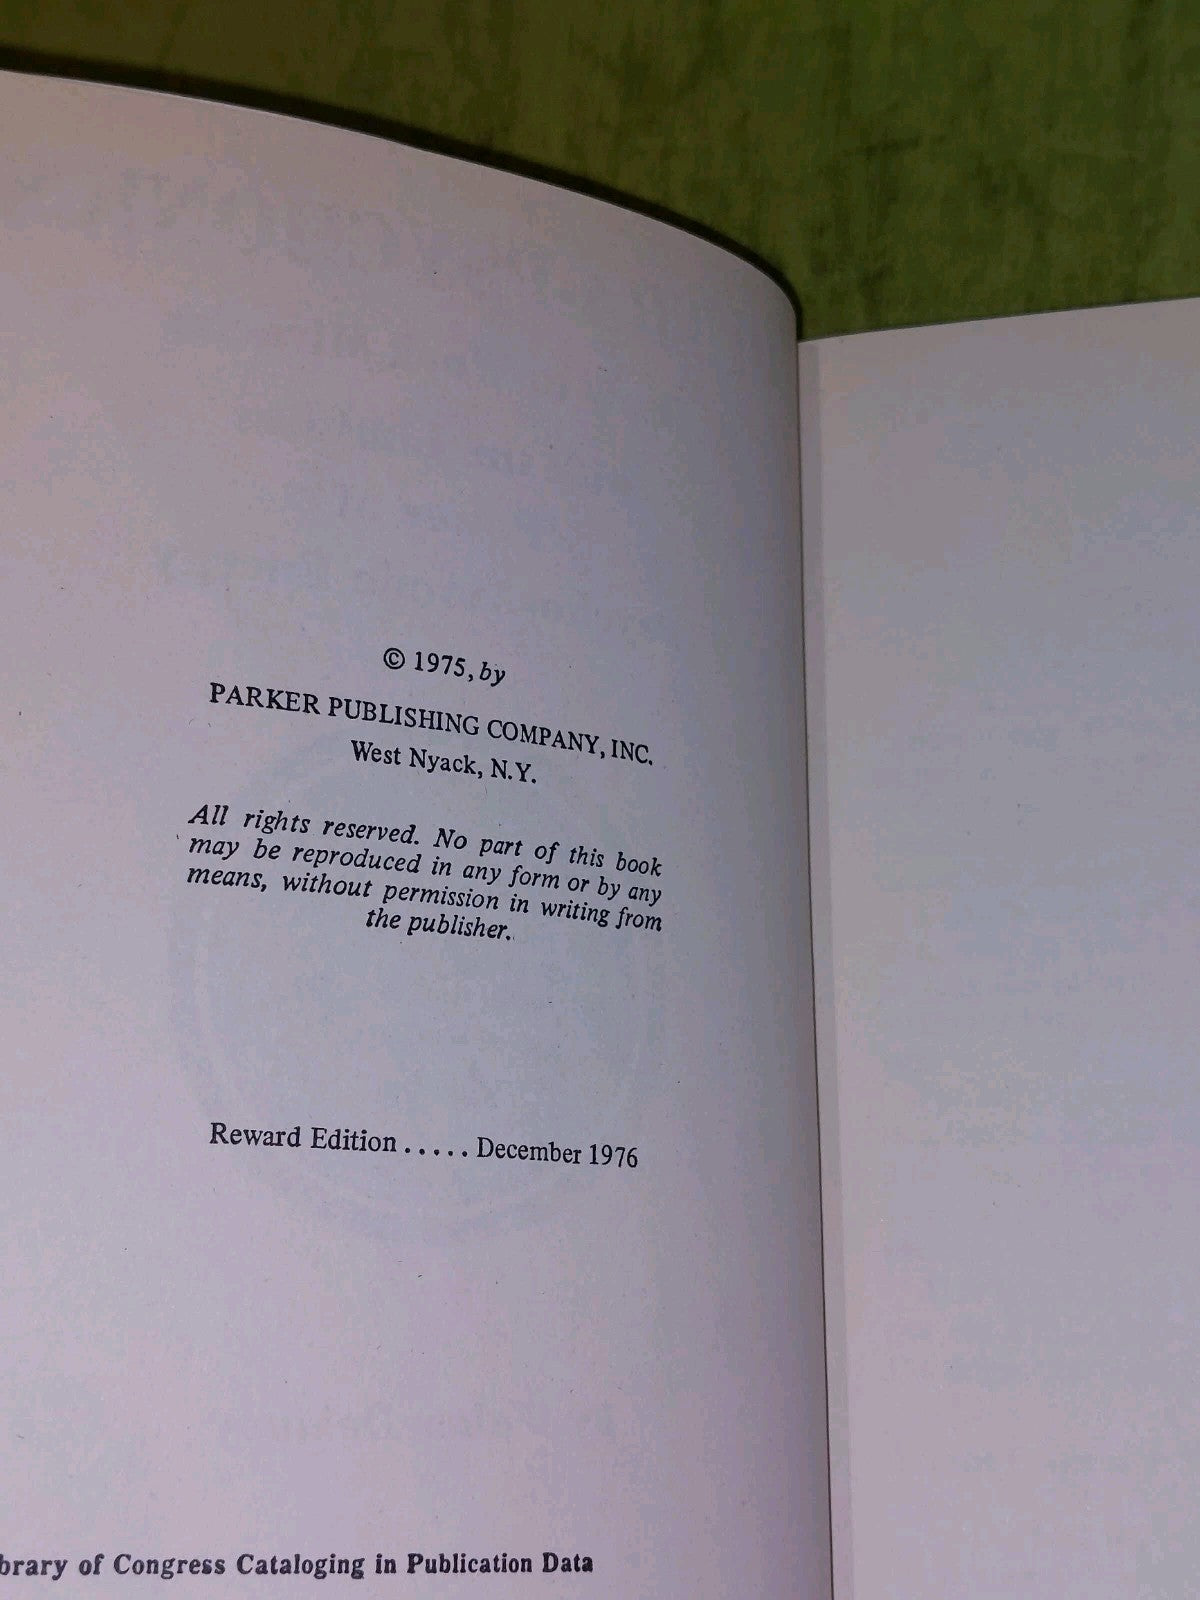 © 1975, by
PARKER PUBLISHING COMPANY, INC.
West Nyack, N.Y.
All rights reserved. No part of this book
may be reproduced in any form or by any
means, without permission in writing from
the publisher.
Reward Edition ..... December 1976
brary of Congress Cataloging in Publication Data